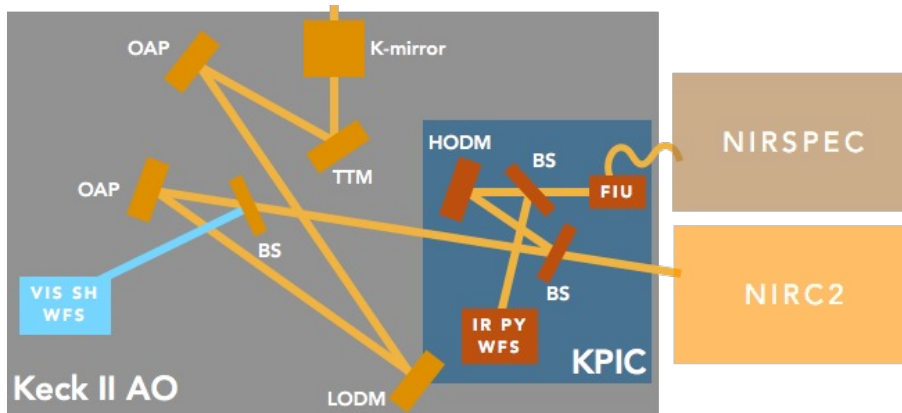 OAP
K-mirror
TTM
OAP
BS
VIS SH
WFS
Keck II AO
LODM
HODM
BS
FIU
BS
IR PY
WFS
KPIC
NIRSPEC
NIRC2